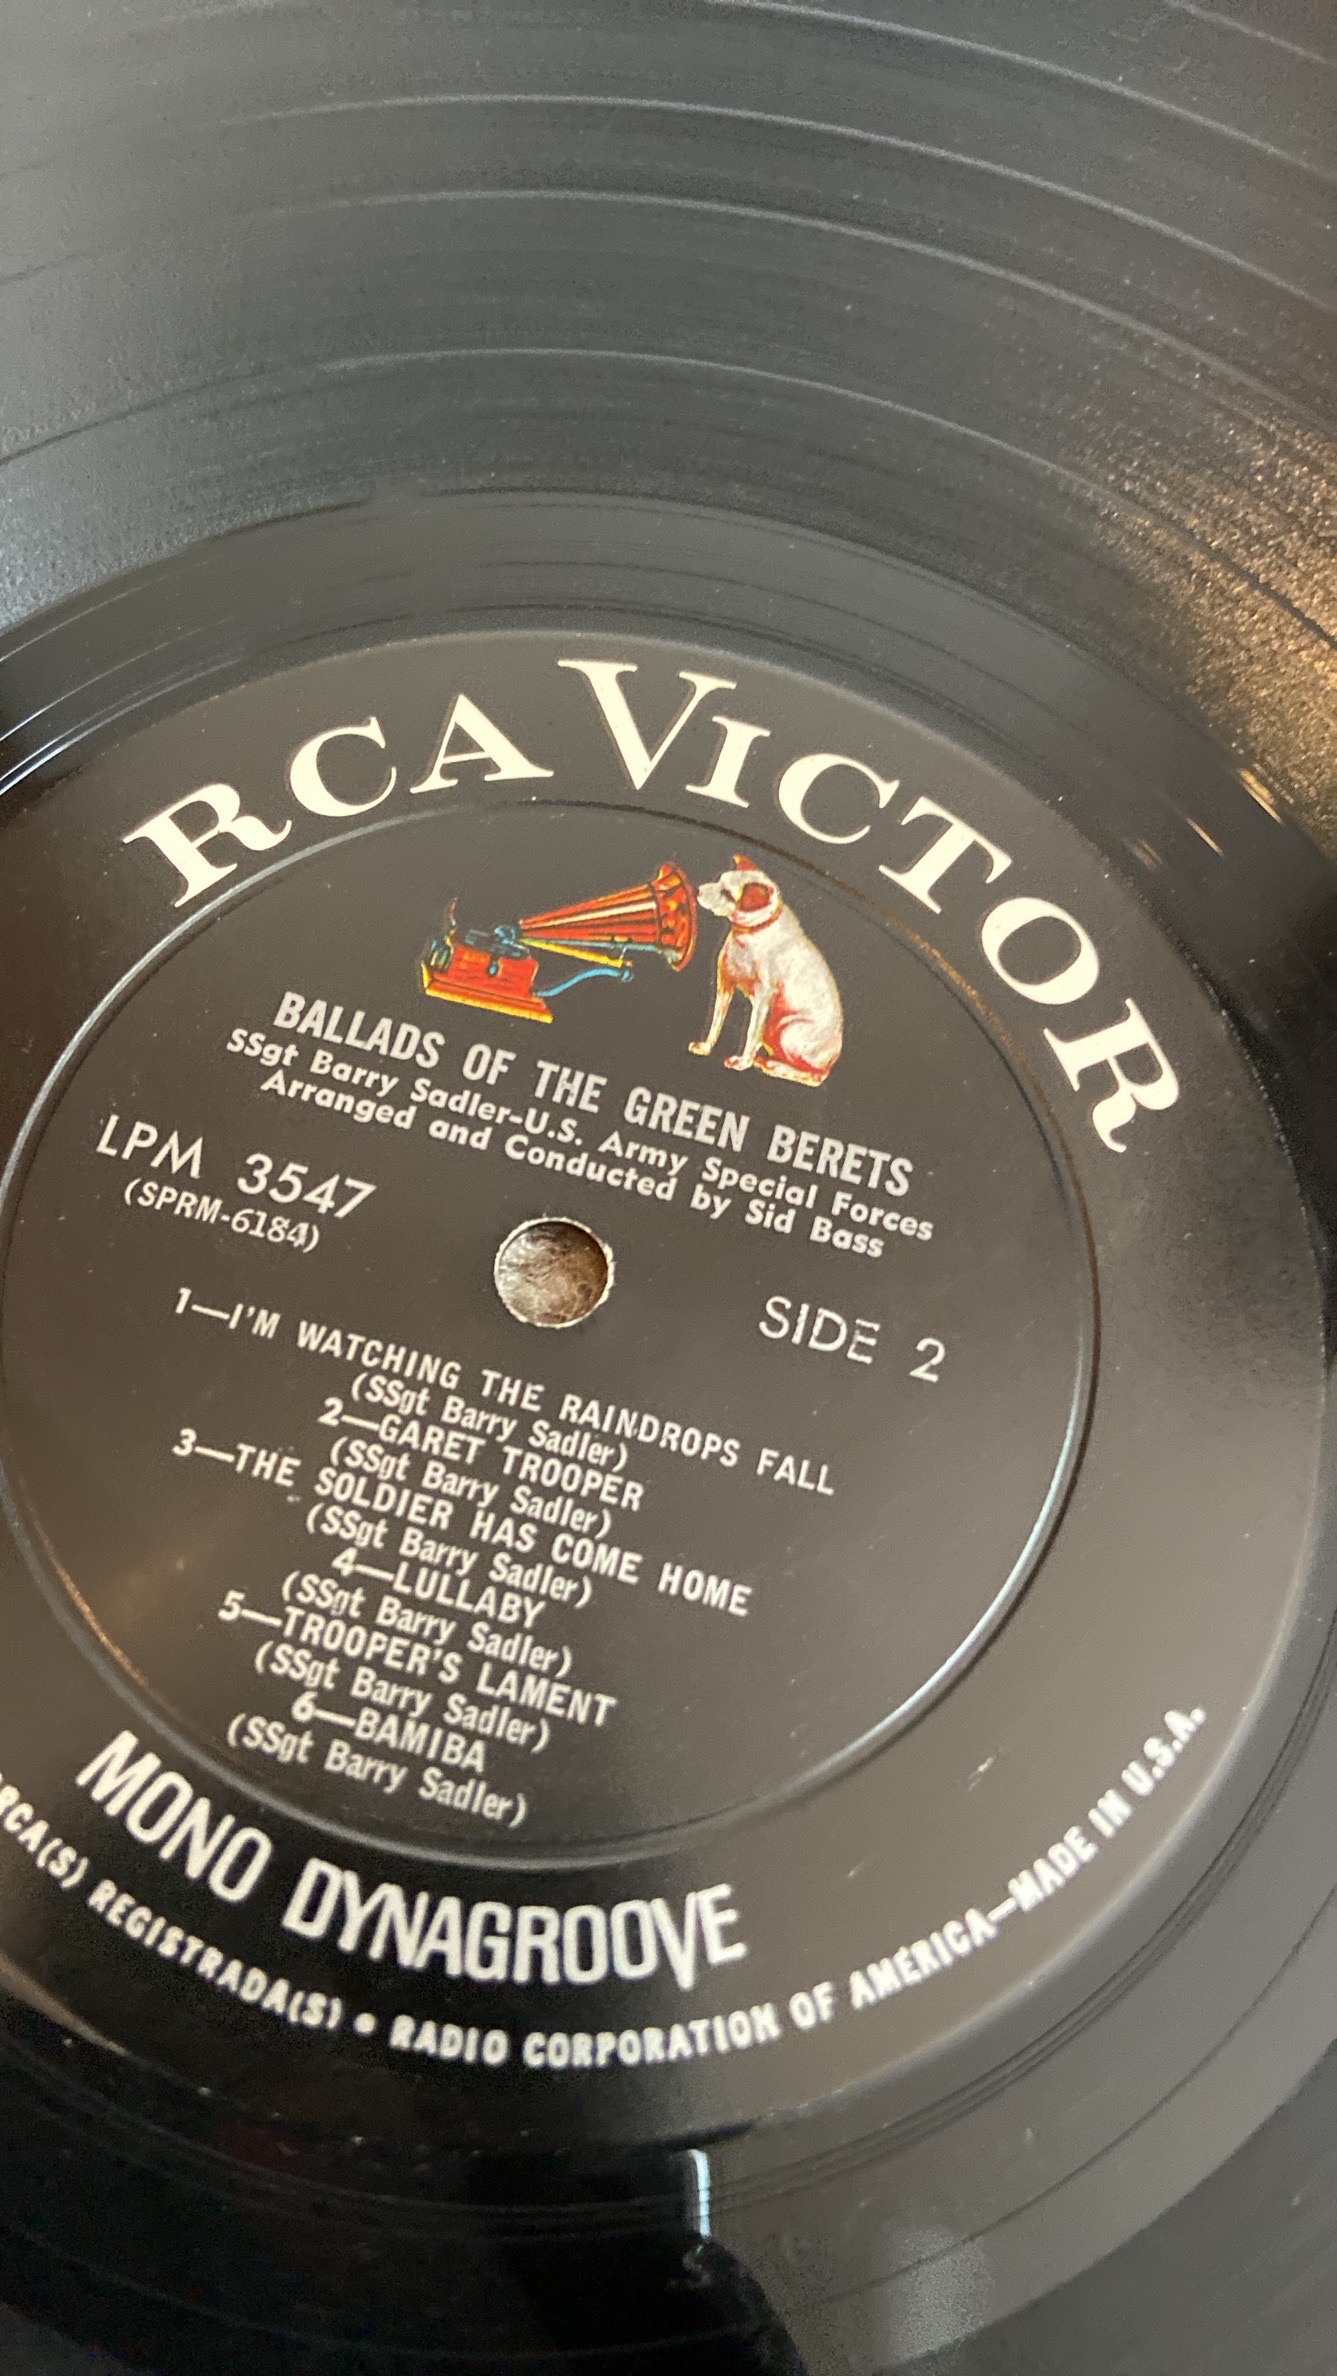 RCA VICTOR
BALLADS OF THE GREEN BERETS
SSgt Barry Sadler-U.S. Army Special Forces
Arranged and Conducted by Sid Bass
LPM 3547
(SPRM-6184)
SIDE 2
1—I'M WATCHING THE RAINDROPS FALL
(SSgt Barry Sadler)
2—GARET TROOPER
(SSgt Barry Sadler)
3—THE SOLDIER HAS COME HOME
(SSgt Barry Sadler)
4—LULLABY
(SSgt Barry Sadler)
5—TROOPER'S LAMENT
(SSgt Barry Sadler)
6—BAMIBA
(SSgt Barry Sadler)
MONO DYNAGROOVE
RCA(S) REGISTRADA(S) • RADIO CORPORATION OF AMERICA—MADE IN U.S.A.